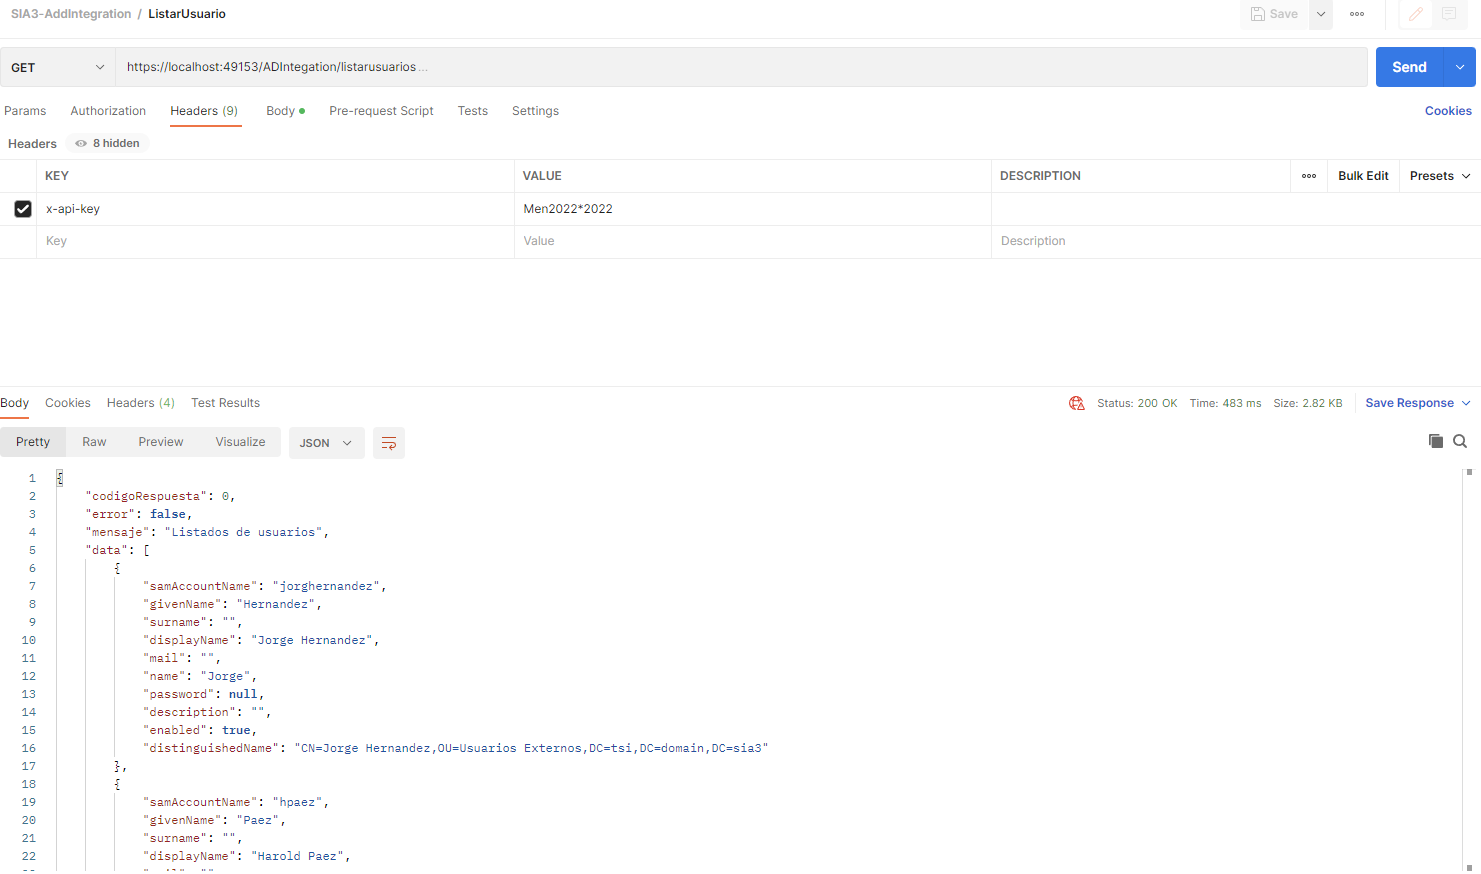 SIA3-AddIntegration / ListarUsuario
Save
GET https://localhost:49153/ADIntegation/listarusuarios... Send
Params Authorization Headers (9) Body Pre-request Script Tests Settings Cookies
Headers 8 hidden
KEY VALUE DESCRIPTION Bulk Edit Presets
x-api-key Men2022*2022
Key Value Description
Body Cookies Headers (4) Test Results Status: 200 OK Time: 483 ms Size: 2.82 KB Save Response
Pretty Raw Preview Visualize JSON
1 {
2 "codigoRespuesta": 0,
3 "error": false,
4 "mensaje": "Listados de usuarios",
5 "data": [
6 {
7 "samAccountName": "jorghernandez",
8 "givenName": "Hernandez",
9 "surname": "",
10 "displayName": "Jorge Hernandez",
11 "mail": "",
12 "name": "Jorge",
13 "password": null,
14 "description": "",
15 "enabled": true,
16 "distinguishedName": "CN=Jorge Hernandez,OU=Usuarios Externos,DC=tsi,DC=domain,DC=sia3"
17 },
18 {
19 "samAccountName": "hpaez",
20 "givenName": "Paez",
21 "surname": "",
22 "displayName": "Harold Paez",